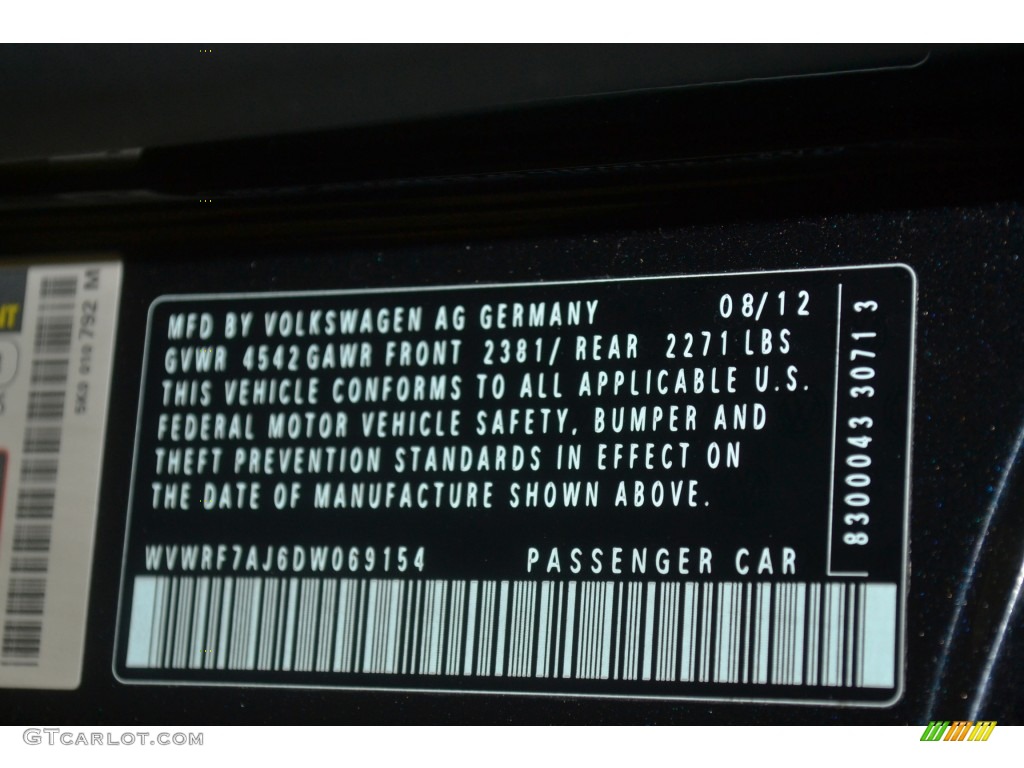 MFD BY VOLKSWAGEN AG GERMANY 08/12
GVWR 4542 GAWR FRONT 2381/ REAR 2271 LBS
THIS VEHICLE CONFORMS TO ALL APPLICABLE U.S.
FEDERAL MOTOR VEHICLE SAFETY, BUMPER AND
THEFT PREVENTION STANDARDS IN EFFECT ON
THE DATE OF MANUFACTURE SHOWN ABOVE.
WVWRF7AJ6DW069154 PASSENGER CAR
8300043 3071 3
5K0 010 792 M
GTCARLOT.COM